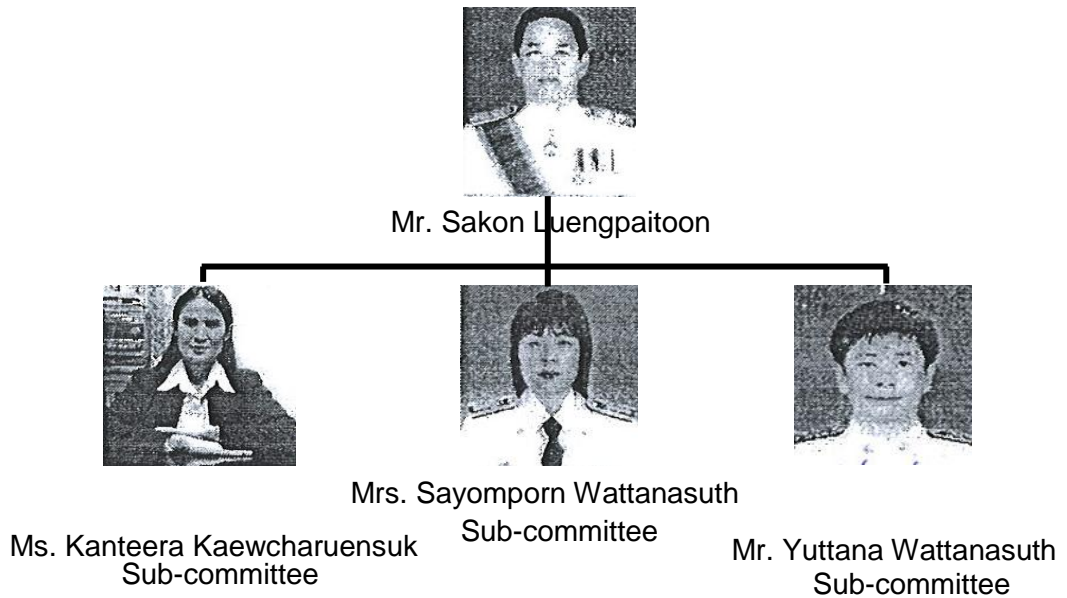 Mr. Sakon Luengpaitoon
Mrs. Sayomporn Wattanasuth
Sub-committee
Ms. Kanteera Kaewcharuensuk
Sub-committee
Mr. Yuttana Wattanasuth
Sub-committee